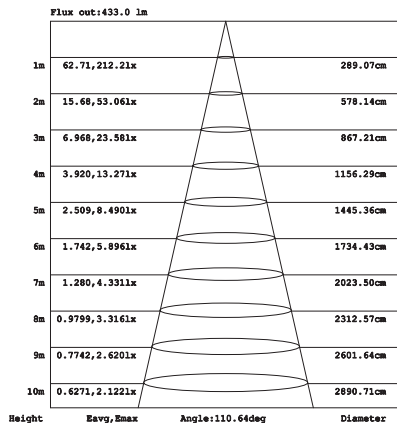 Flux out:433.0 lm
1m 62.71,212.2lx 289.07cm
2m 15.68,53.06lx 578.14cm
3m 6.968,23.58lx 867.21cm
4m 3.920,13.27lx 1156.29cm
5m 2.509,8.490lx 1445.36cm
6m 1.742,5.896lx 1734.43cm
7m 1.280,4.331lx 2023.50cm
8m 0.9799,3.316lx 2312.57cm
9m 0.7742,2.620lx 2601.64cm
10m 0.6271,2.122lx 2890.71cm
Height Eavg,Emax Angle:110.64deg Diameter